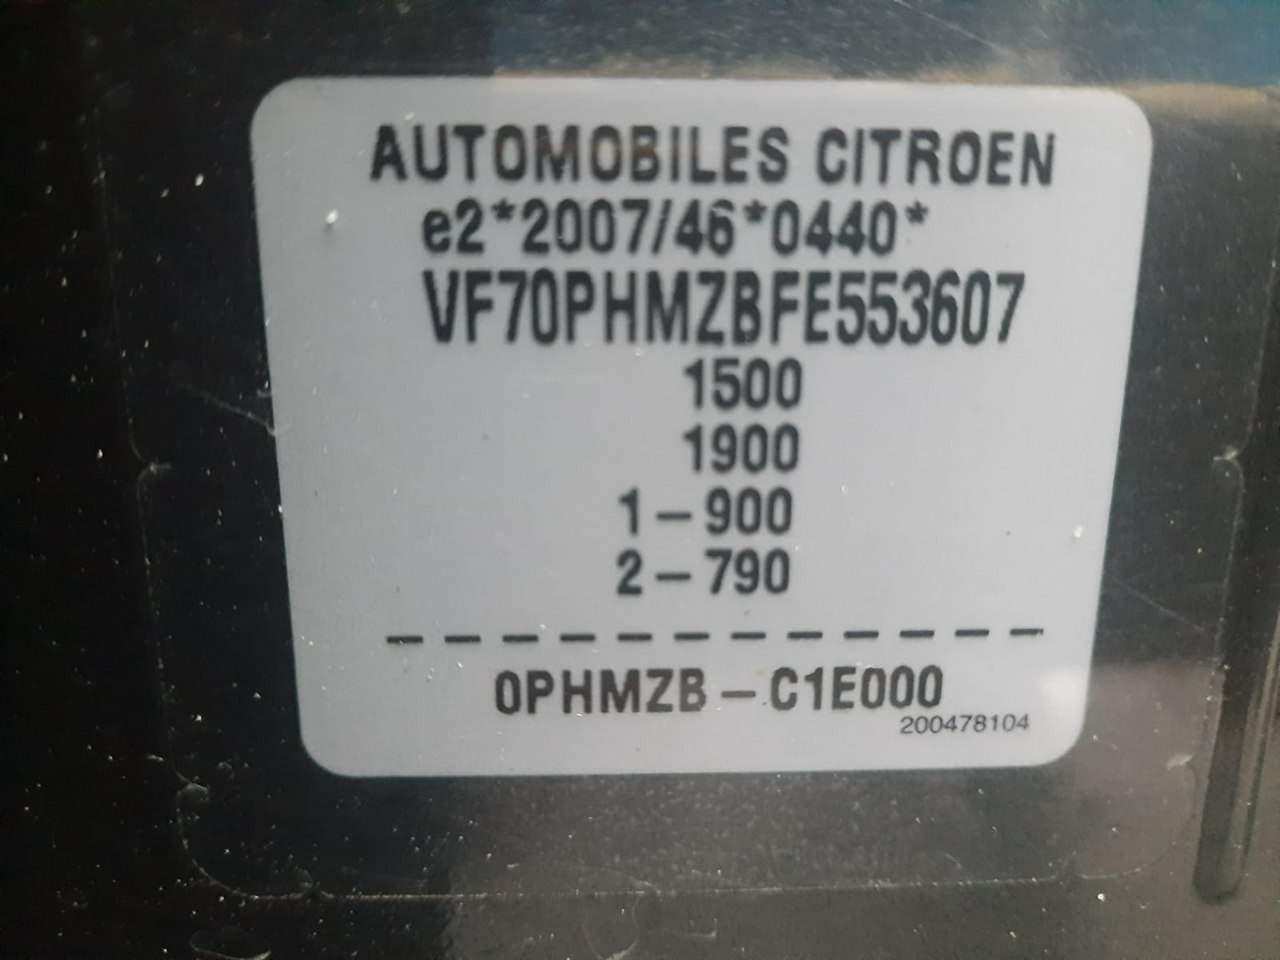 AUTOMOBILES CITROEN
e2*2007/46*0440*
VF70PHMZBFE553607
1500
1900
1-900
2-790
- - - - - - - - - - - -
0PHMZB-C1E000
200478104